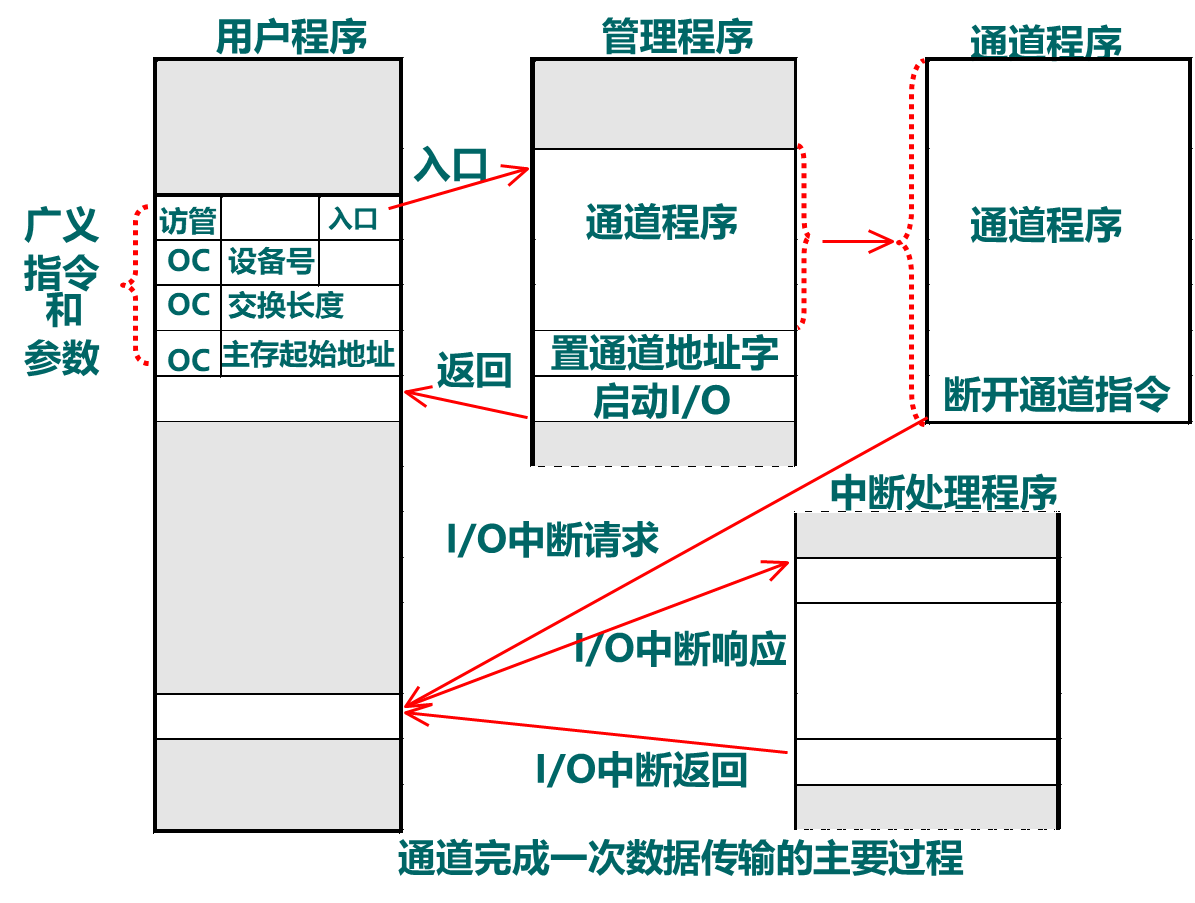 用户程序
管理程序
通道程序
入口
广义
指令
和
参数
访管 入口
OC 设备号
OC 交换长度
OC 主存起始地址
通道程序
置通道地址字
启动I/O
返回
通道程序
断开通道指令
中断处理程序
I/O中断请求
I/O中断响应
I/O中断返回
通道完成一次数据传输的主要过程